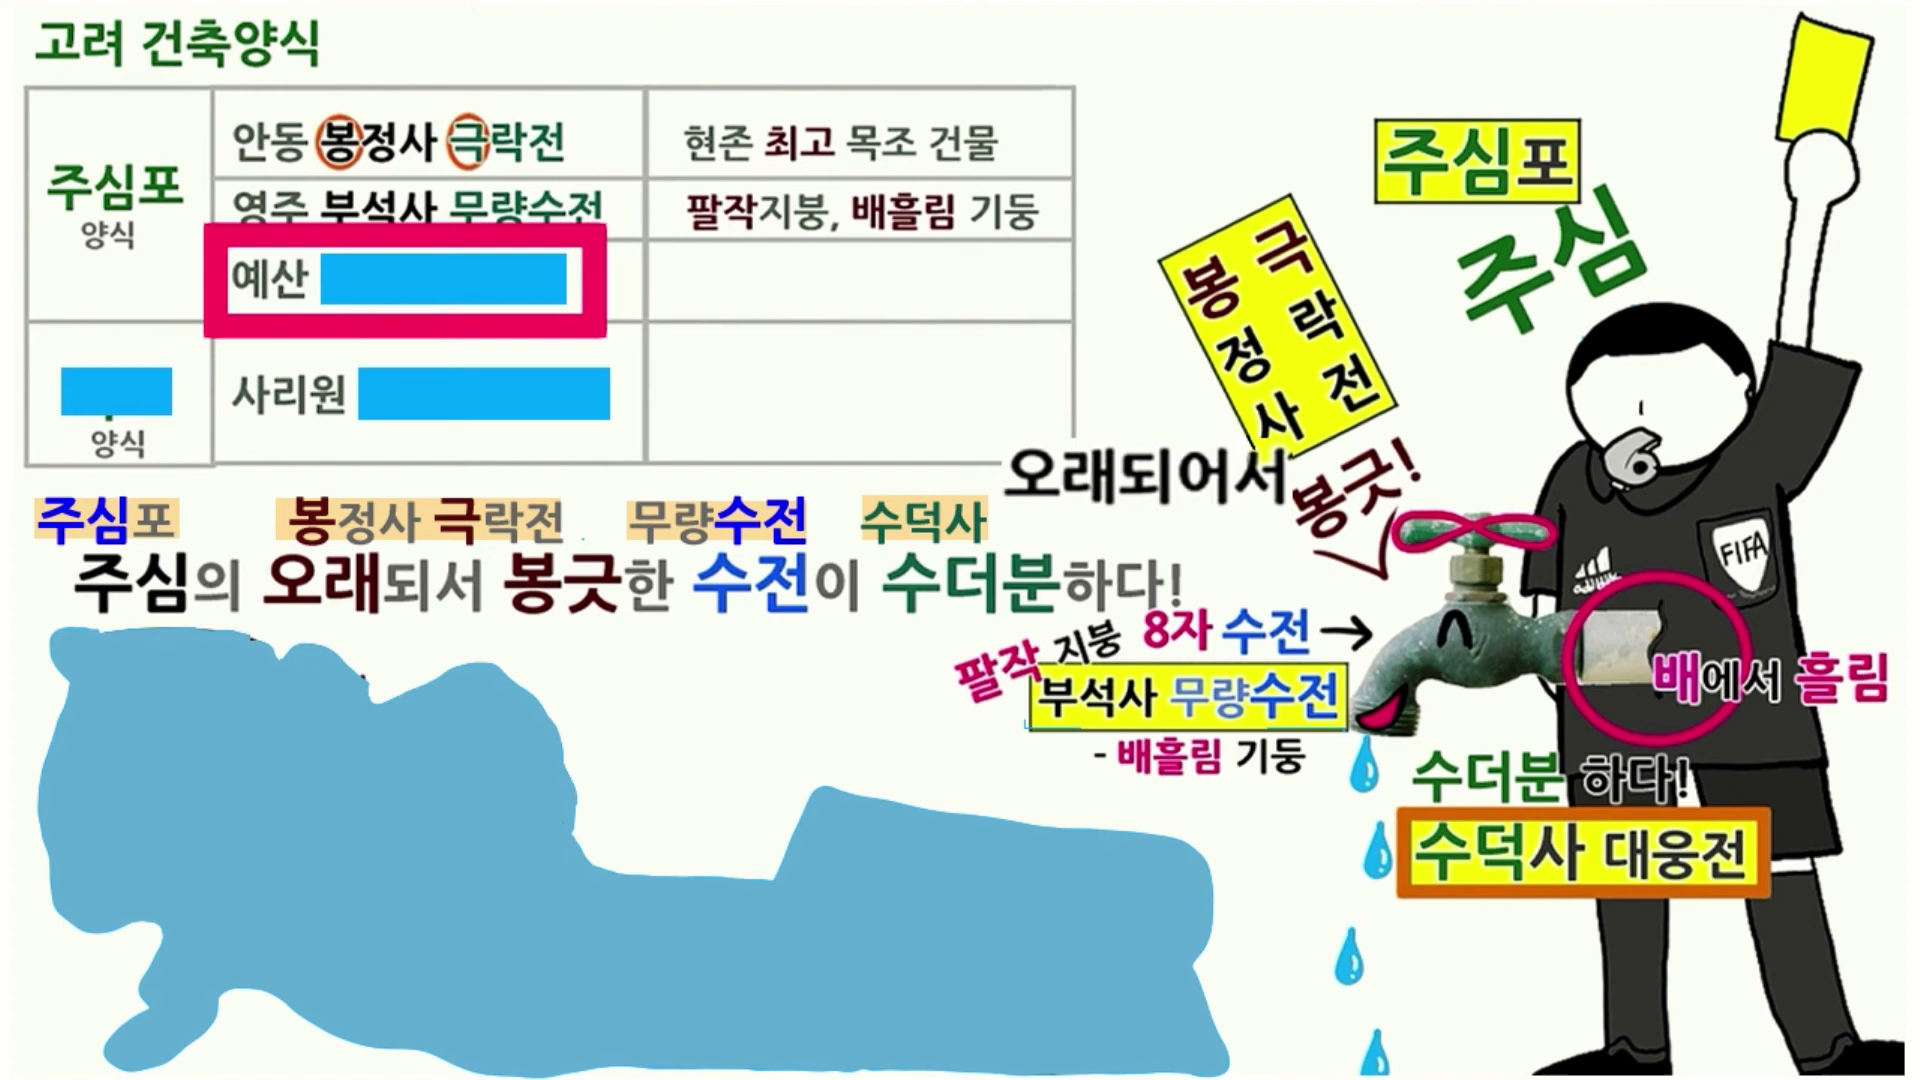 고려 건축양식
주심포
양식
안동 봉정사 극락전
현존 최고 목조 건물
영주 부석사 무량수전
팔작지붕, 배흘림 기둥
예산
양식
사리원
주심포 봉정사 극락전 무량수전 수덕사
주심의 오래되서 봉긋한 수전이 수더분하다!
주심포
주심
봉정사
극락전
오래되어서
봉긋!
FIFA
팔작 지붕 8자 수전
부석사 무량수전
- 배흘림 기둥
배에서 흘림
수더분 하다!
수덕사 대웅전